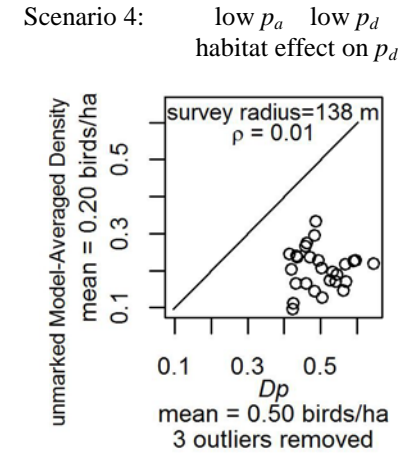 Scenario 4: low pₐ low p_d
habitat effect on p_d
survey radius=138 m
ρ = 0.01
unmarked Model-Averaged Density
mean = 0.20 birds/ha
0.5
0.3
0.1
0.1 0.3 0.5
Dp
mean = 0.50 birds/ha
3 outliers removed